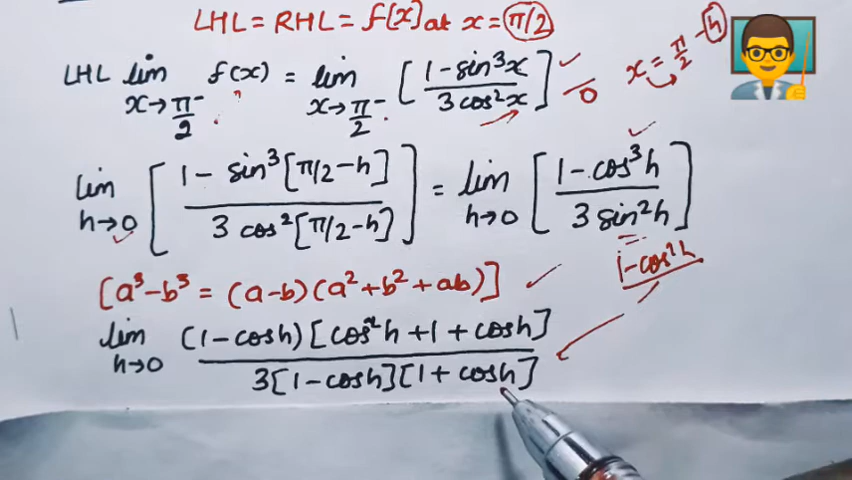 LHL = RHL = f(x) at x = π/2
LHL lim x→π/2⁻ f(x) = lim x→π/2⁻ [(1-sin³x)/(3cos²x)] /0 x = π/2 - h
lim h→0 [(1 - sin³[π/2-h])/(3 cos²[π/2-h])] = lim h→0 [(1-cos³h)/(3 sin²h)]
1-cos²h
[a³-b³ = (a-b)(a²+b²+ab)]
lim h→0 (1-cosh)[cos²h+1+cosh]/3[1-cosh][1+cosh]